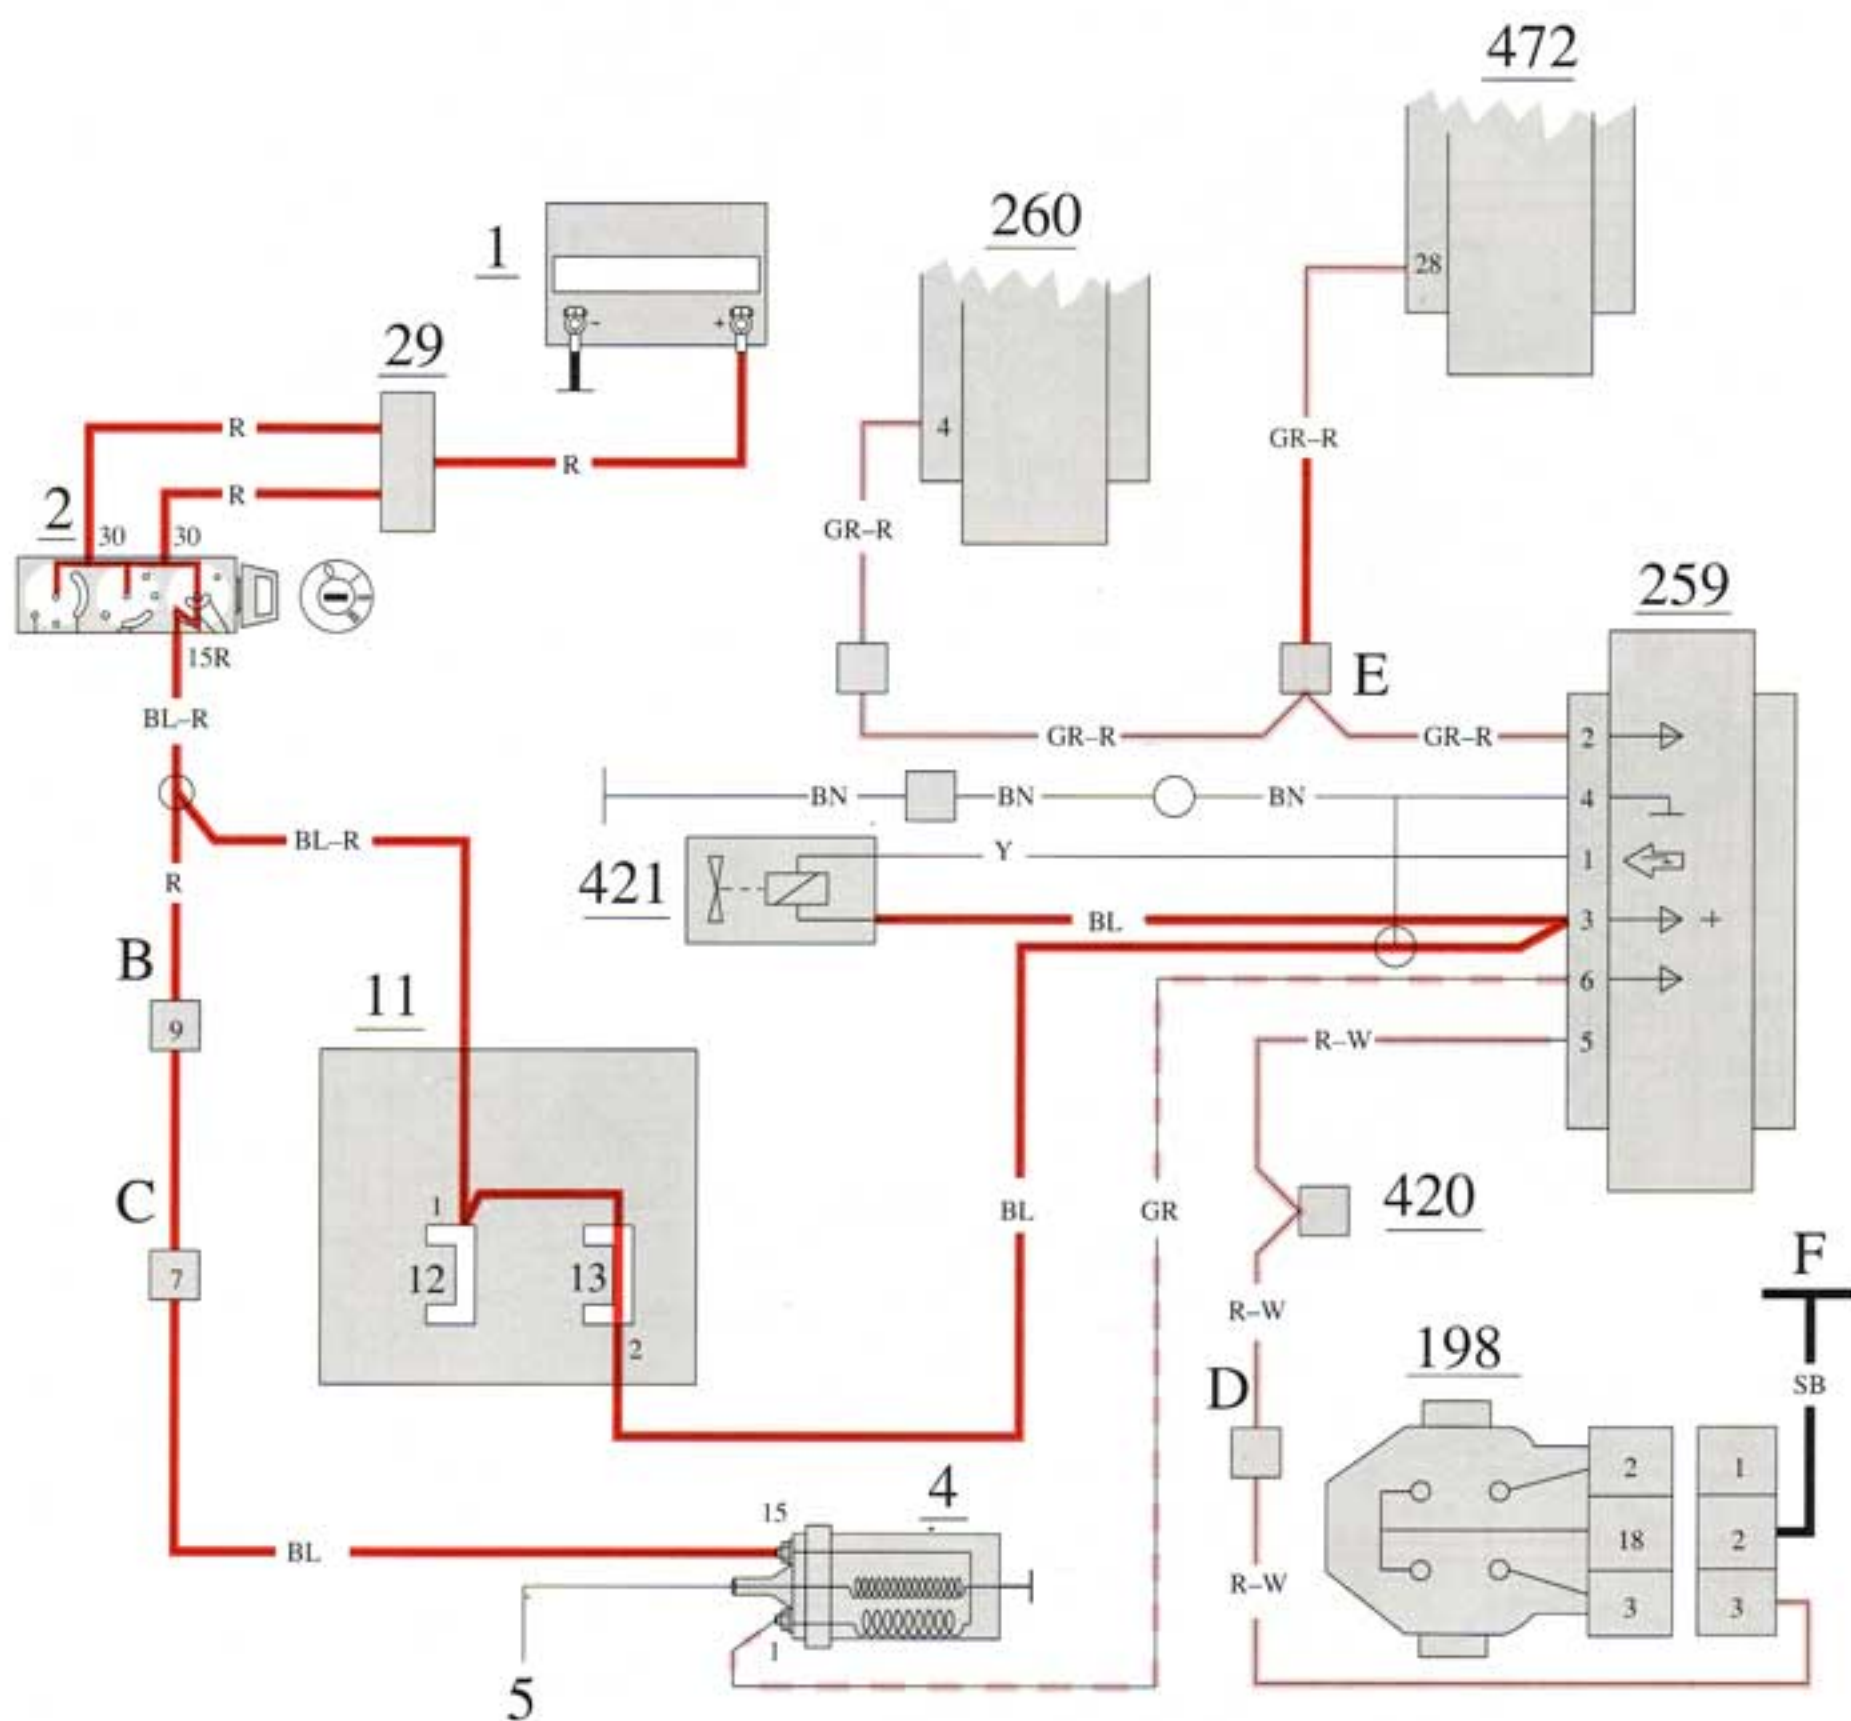 472
260
1
28
29
- +
R
4
GR–R
R
R
2
30 30
GR–R
259
15R
E
BL–R
GR–R GR–R 2
BN BN BN 4
BL–R
Y 1
421
R
BL 3 +
B
6
11
9
R–W 5
C
1
BL GR
420
7
12 13
F
R–W
2
198
D
SB
4
15
2 1
18 2
BL
R–W
3 3
1
5